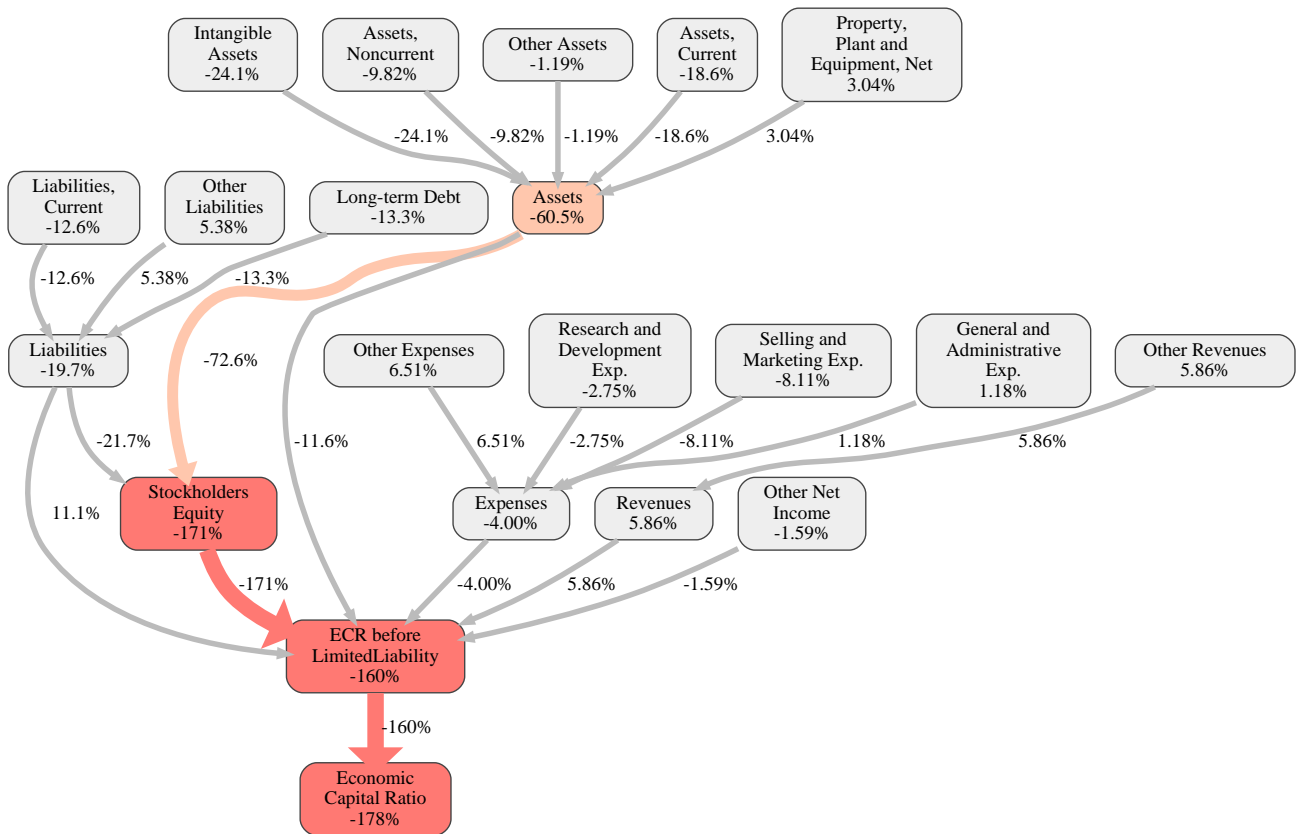 Intangible
Assets
-24.1%
Assets,
Noncurrent
-9.82%
Other Assets
-1.19%
Assets,
Current
-18.6%
Property,
Plant and
Equipment, Net
3.04%
-24.1%
-9.82%
-1.19%
-18.6%
3.04%
Liabilities,
Current
-12.6%
Other
Liabilities
5.38%
Long-term Debt
-13.3%
Assets
-60.5%
-12.6%
5.38%
-13.3%
Liabilities
-19.7%
-72.6%
Other Expenses
6.51%
Research and
Development
Exp.
-2.75%
Selling and
Marketing Exp.
-8.11%
General and
Administrative
Exp.
1.18%
Other Revenues
5.86%
-21.7%
-11.6%
6.51%
-2.75%
-8.11%
1.18%
5.86%
11.1%
Stockholders
Equity
-171%
Expenses
-4.00%
Revenues
5.86%
Other Net
Income
-1.59%
-171%
-4.00%
5.86%
-1.59%
ECR before
LimitedLiability
-160%
-160%
Economic
Capital Ratio
-178%